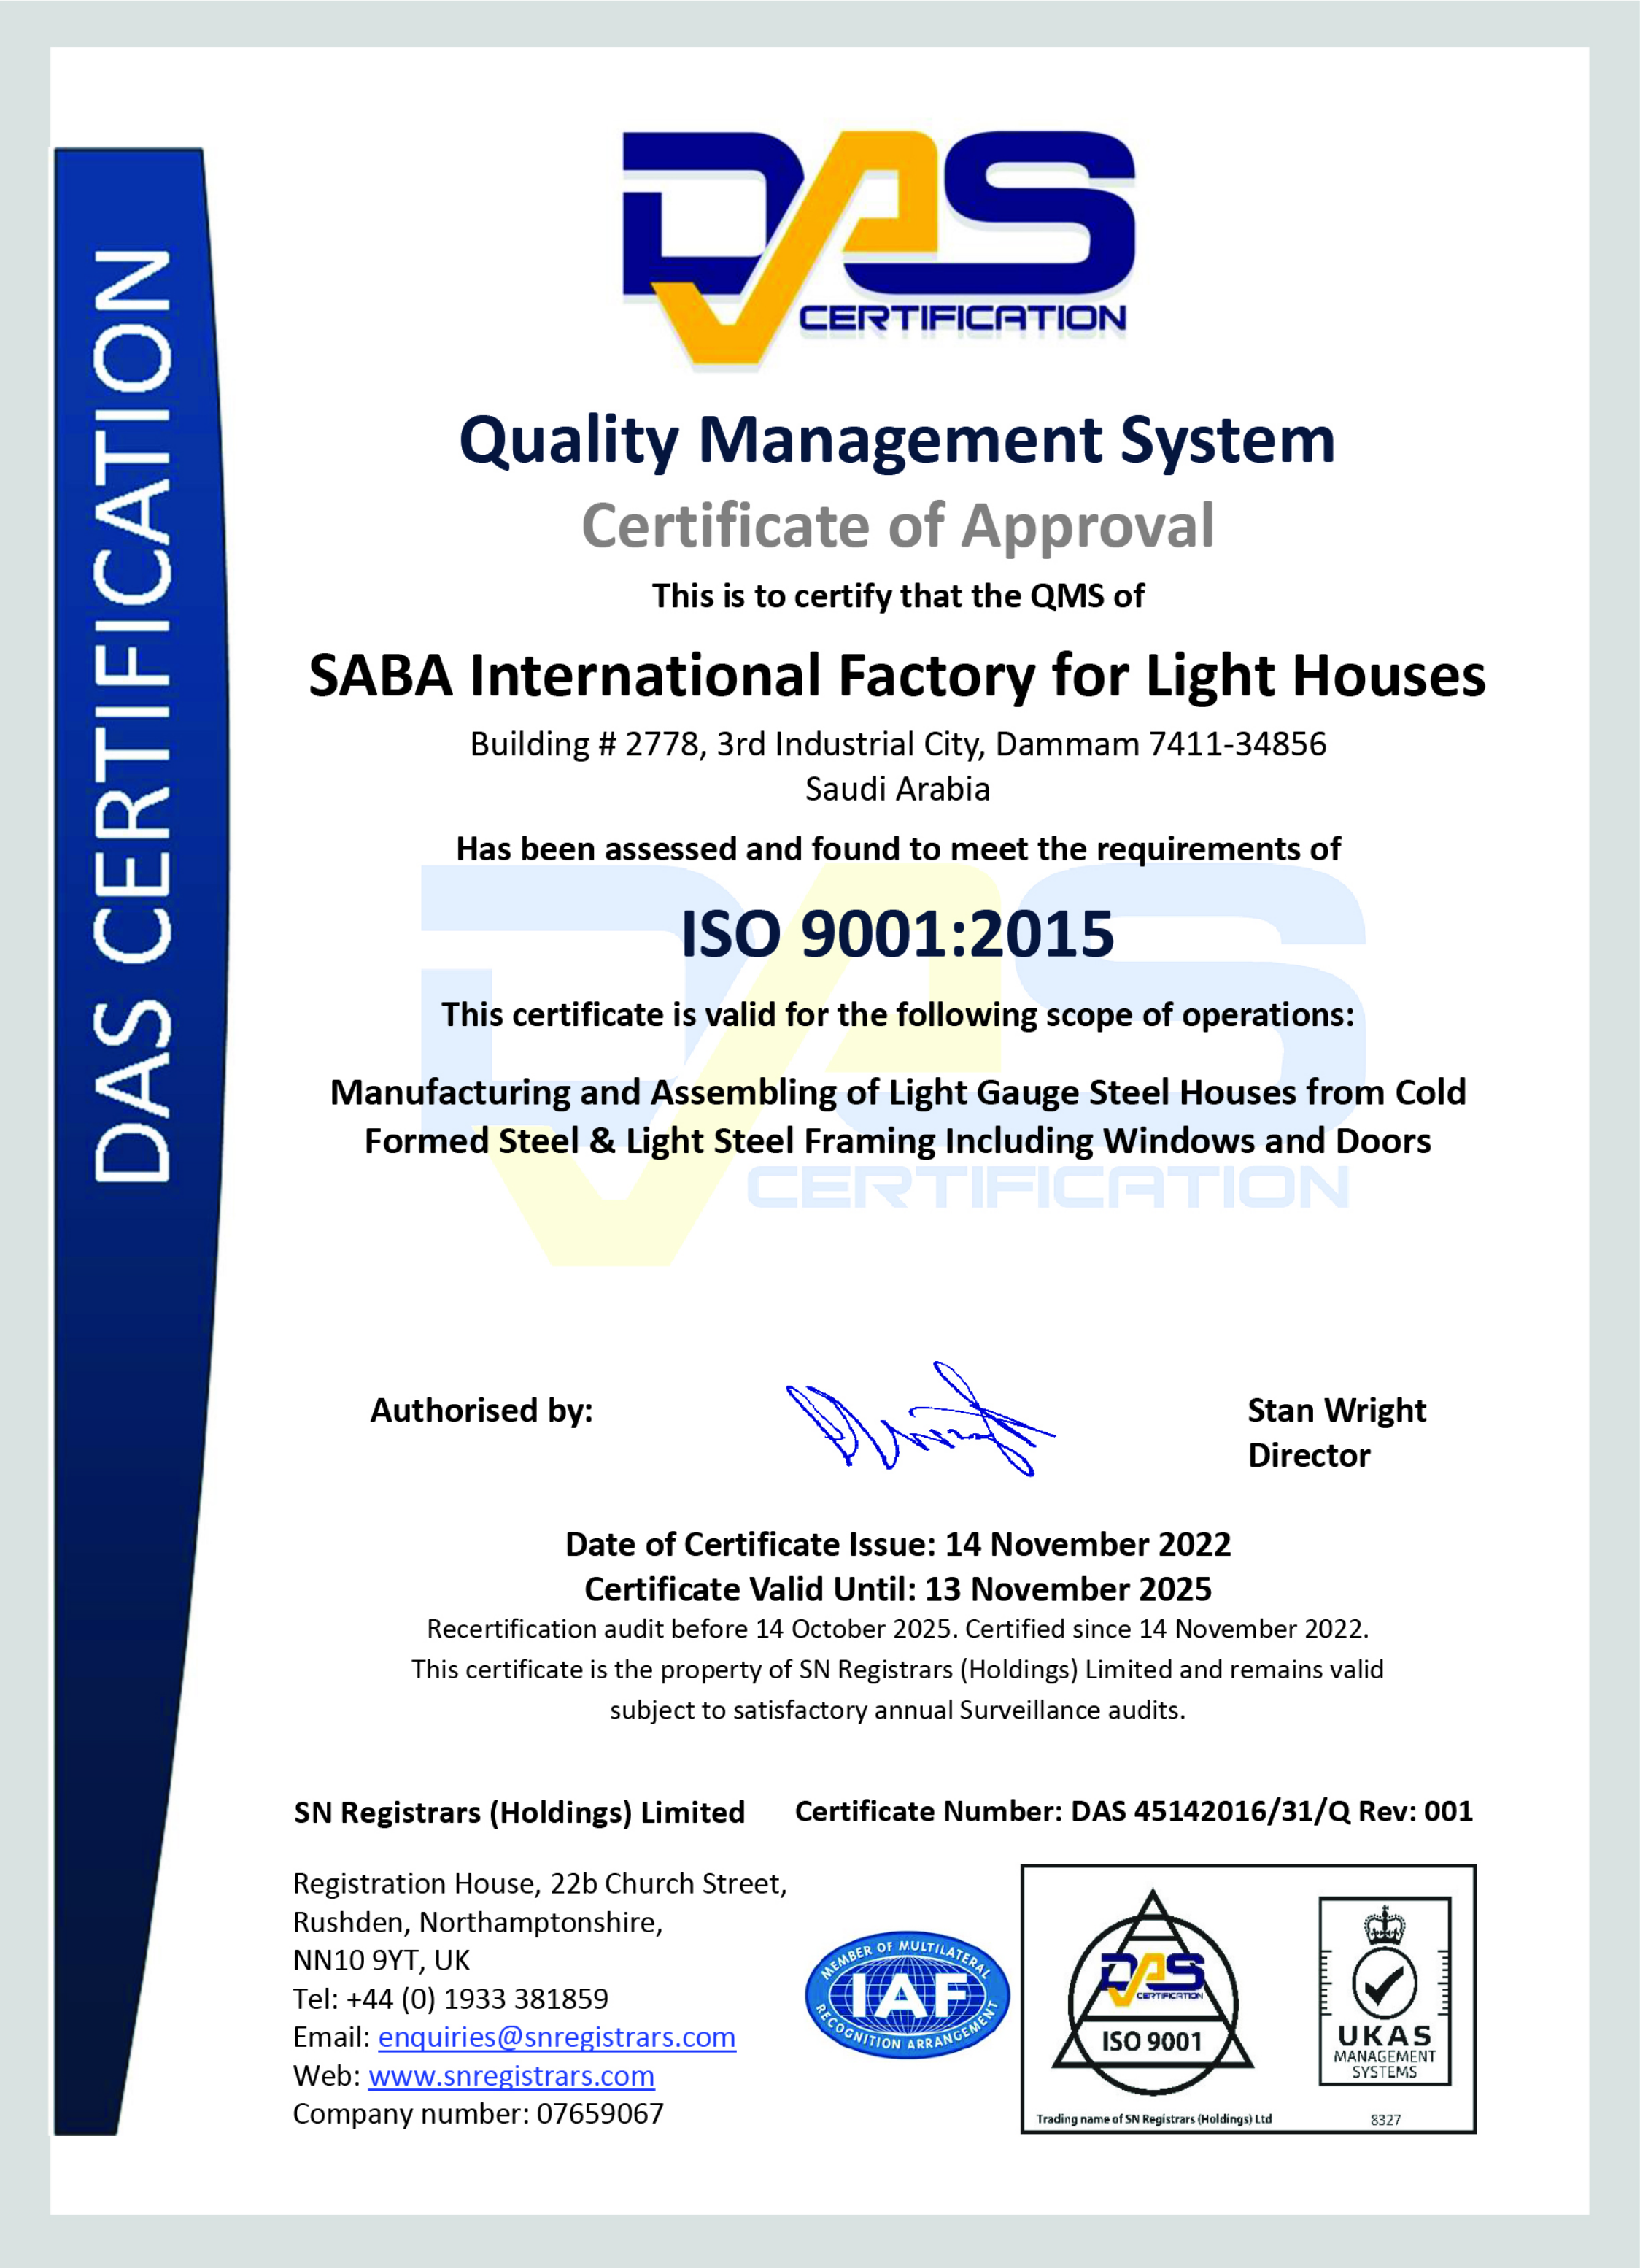 DAS CERTIFICATION
DAS
CERTIFICATION
Quality Management System
Certificate of Approval
This is to certify that the QMS of
SABA International Factory for Light Houses
Building # 2778, 3rd Industrial City, Dammam 7411-34856
Saudi Arabia
Has been assessed and found to meet the requirements of
ISO 9001:2015
This certificate is valid for the following scope of operations:
Manufacturing and Assembling of Light Gauge Steel Houses from Cold
Formed Steel & Light Steel Framing Including Windows and Doors
DAS
CERTIFICATION
Authorised by:
Stan Wright
Director
Date of Certificate Issue: 14 November 2022
Certificate Valid Until: 13 November 2025
Recertification audit before 14 October 2025. Certified since 14 November 2022.
This certificate is the property of SN Registrars (Holdings) Limited and remains valid
subject to satisfactory annual Surveillance audits.
SN Registrars (Holdings) Limited
Certificate Number: DAS 45142016/31/Q Rev: 001
Registration House, 22b Church Street,
Rushden, Northamptonshire,
NN10 9YT, UK
Tel: +44 (0) 1933 381859
Email: enquiries@snregistrars.com
Web: www.snregistrars.com
Company number: 07659067
MEMBER OF MULTILATERAL
IAF
RECOGNITION ARRANGEMENT
DAS
CERTIFICATION
ISO 9001
Trading name of SN Registrars (Holdings) Ltd
UKAS
MANAGEMENT
SYSTEMS
8327